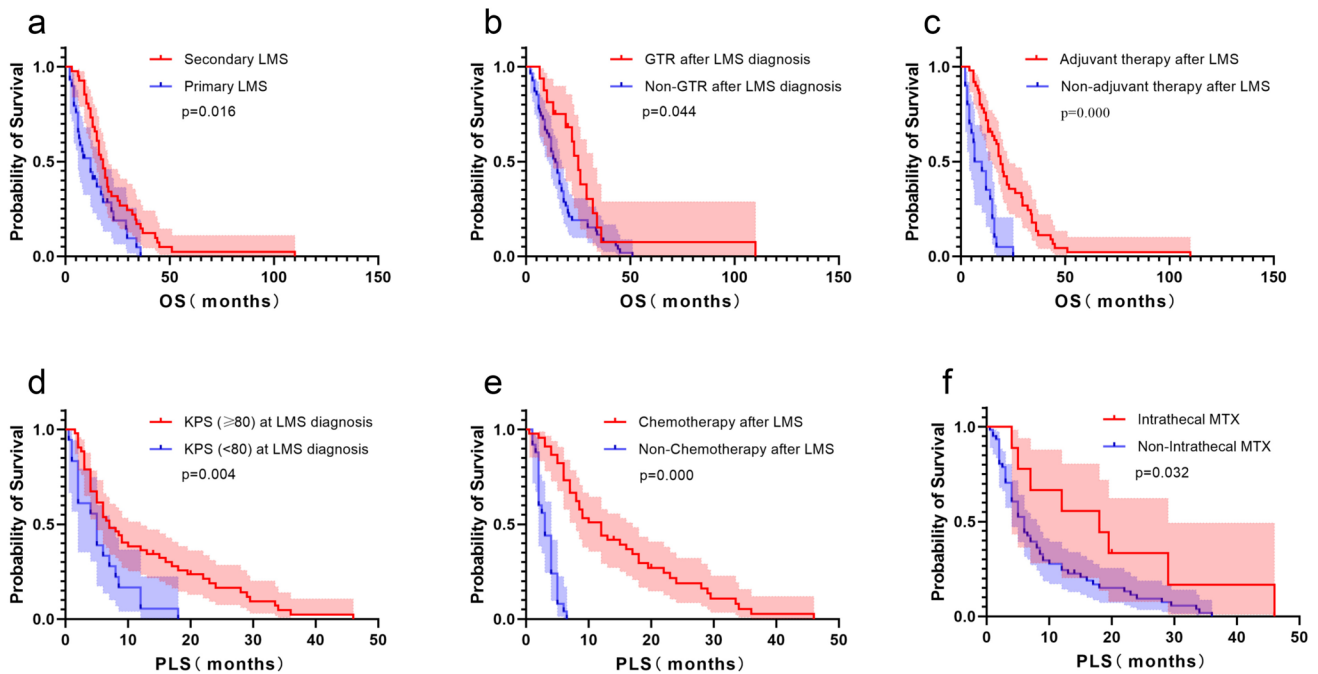 a
Secondary LMS
Primary LMS
p=0.016
Probability of Survival
1.0
0.5
0.0
0
50
100
150
OS( months)
b
GTR after LMS diagnosis
Non-GTR after LMS diagnosis
p=0.044
Probability of Survival
1.0
0.5
0.0
0
50
100
150
OS( months)
c
Adjuvant therapy after LMS
Non-adjuvant therapy after LMS
p=0.000
Probability of Survival
1.0
0.5
0.0
0
50
100
150
OS( months)
d
KPS (≥80) at LMS diagnosis
KPS (<80) at LMS diagnosis
p=0.004
Probability of Survival
1.0
0.5
0.0
0
10
20
30
40
50
PLS( months)
e
Chemotherapy after LMS
Non-Chemotherapy after LMS
p=0.000
Probability of Survival
1.0
0.5
0.0
0
10
20
30
40
50
PLS( months)
f
Intrathecal MTX
Non-Intrathecal MTX
p=0.032
Probability of Survival
1.0
0.5
0.0
0
10
20
30
40
50
PLS( months)